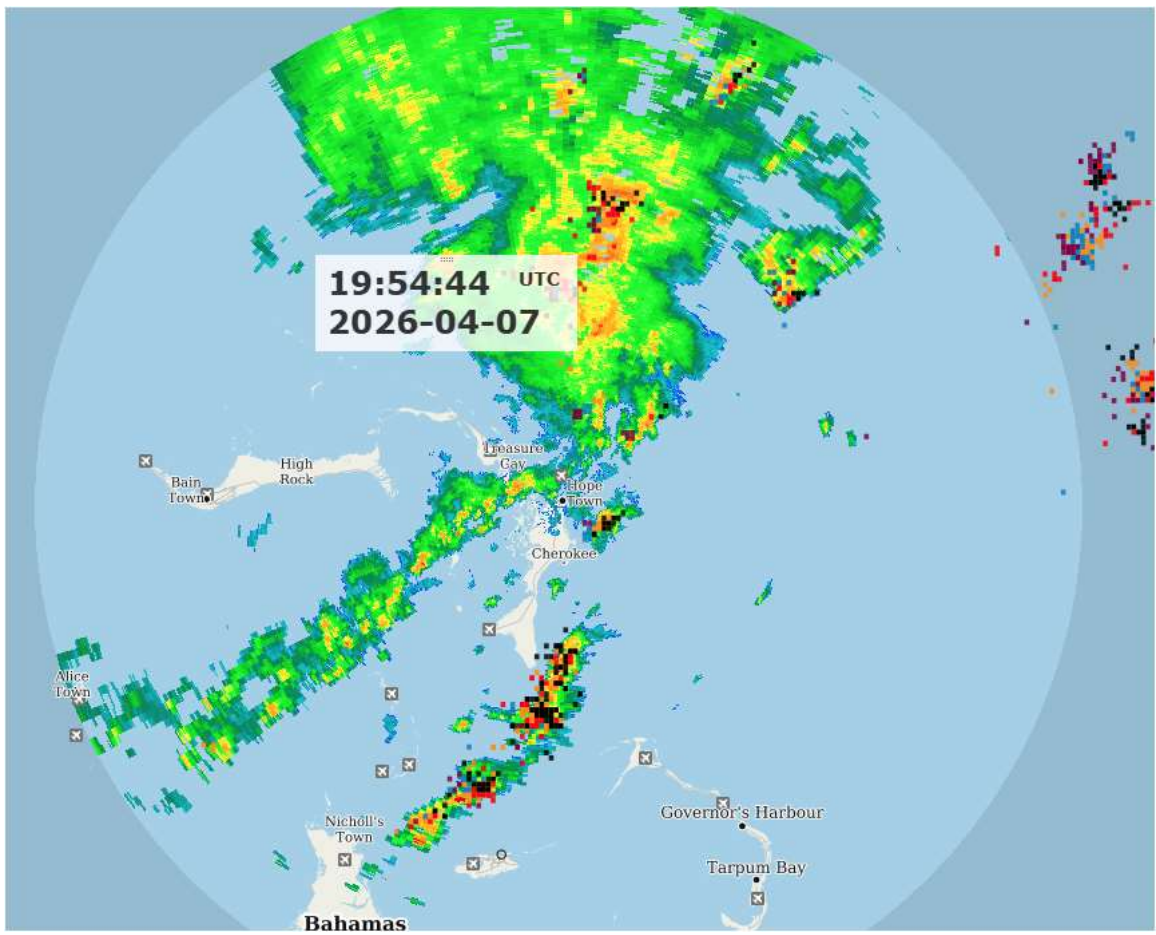 19:54:44 UTC
2026-04-07
Treasure
Cay
High
Rock
Bain
Town
Hope
Town
Cherokee
Alice
Town
Nicholl's
Town
Governor's Harbour
Tarpum Bay
Bahamas